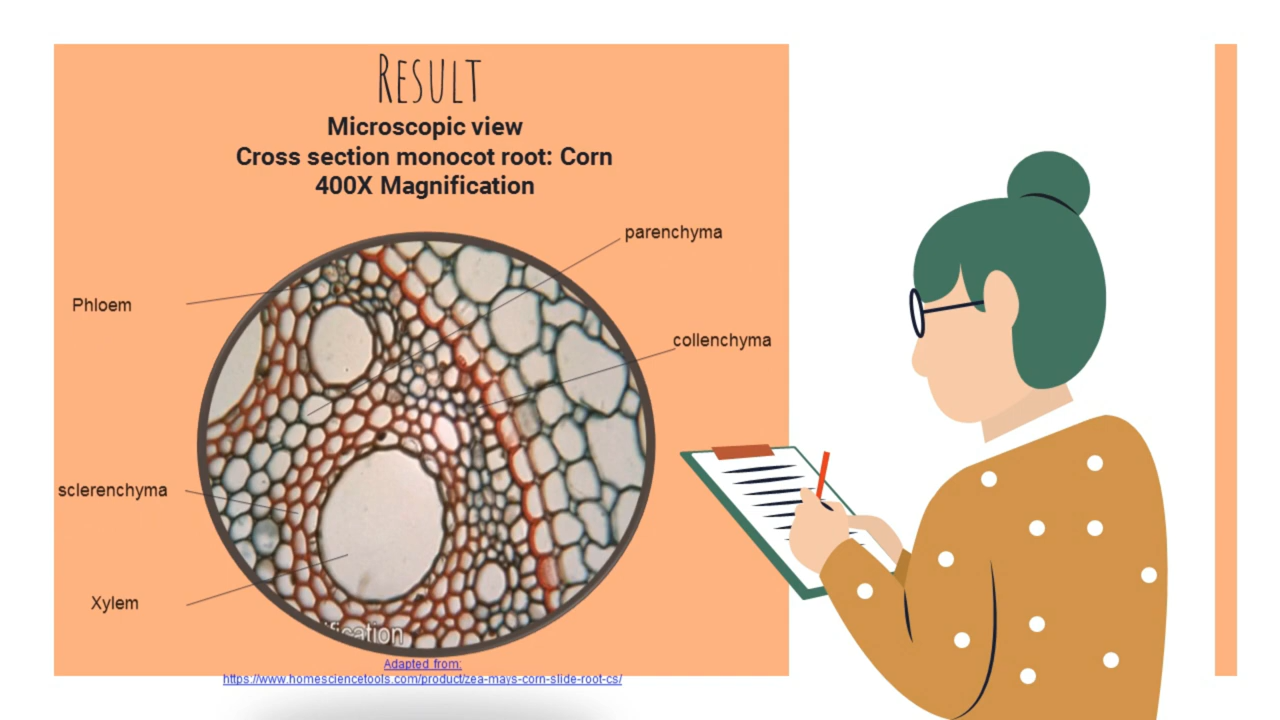 RESULT
Microscopic view
Cross section monocot root: Corn
400X Magnification
parenchyma
Phloem
collenchyma
sclerenchyma
Xylem
Adapted from:
https://www.homesciencetools.com/product/zea-mays-corn-slide-root-cs/